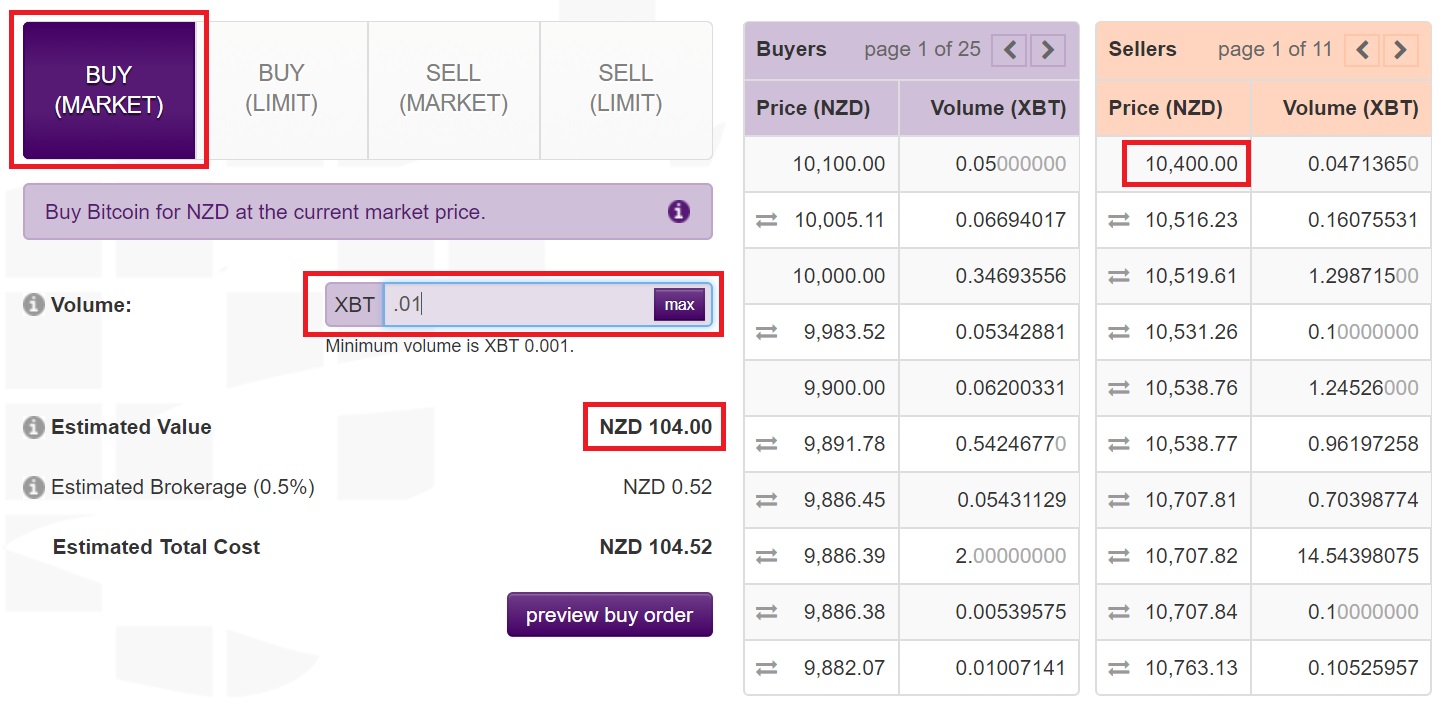 BUY
(MARKET)
BUY
(LIMIT)
SELL
(MARKET)
SELL
(LIMIT)
Buy Bitcoin for NZD at the current market price.
Volume:
XBT .01 max
Minimum volume is XBT 0.001.
Estimated Value NZD 104.00
Estimated Brokerage (0.5%) NZD 0.52
Estimated Total Cost NZD 104.52
preview buy order
Buyers page 1 of 25
Price (NZD) Volume (XBT)
10,100.00 0.05000000
10,005.11 0.06694017
10,000.00 0.34693556
9,983.52 0.05342881
9,900.00 0.06200331
9,891.78 0.54246770
9,886.45 0.05431129
9,886.39 2.00000000
9,886.38 0.00539575
9,882.07 0.01007141
Sellers page 1 of 11
Price (NZD) Volume (XBT)
10,400.00 0.04713650
10,516.23 0.16075531
10,519.61 1.29871500
10,531.26 0.10000000
10,538.76 1.24526000
10,538.77 0.96197258
10,707.81 0.70398774
10,707.82 14.54398075
10,707.84 0.10000000
10,763.13 0.10525957